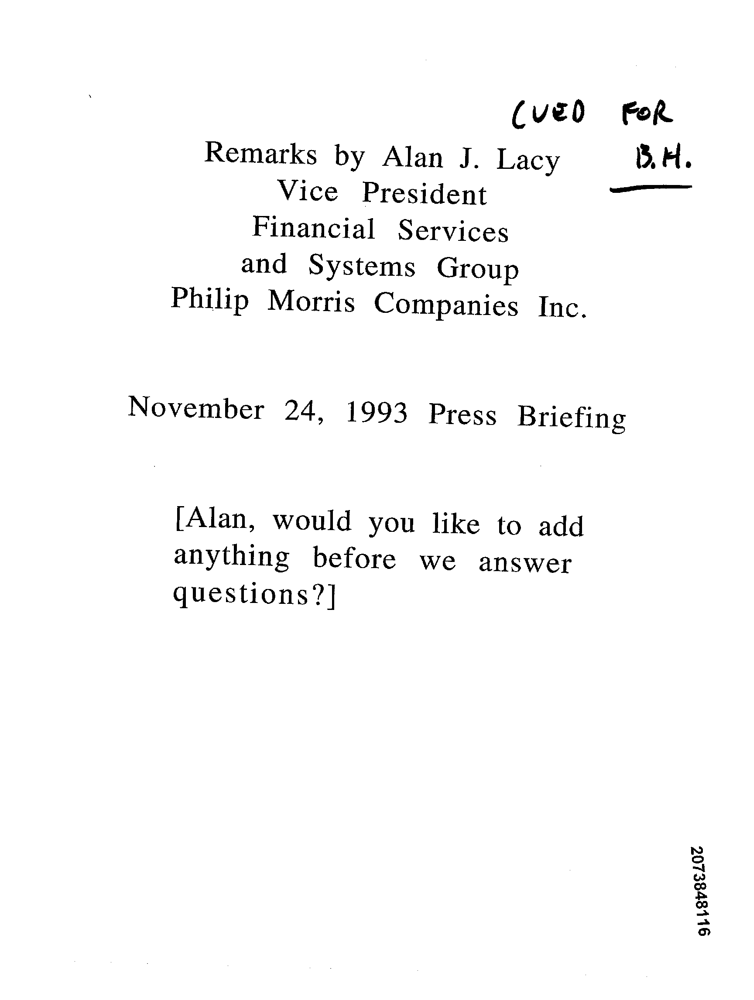 CUED FOR
B.H.
Remarks by Alan J. Lacy
Vice President
Financial Services
and Systems Group
Philip Morris Companies Inc.
November 24, 1993 Press Briefing
[Alan, would you like to add
anything before we answer
questions?]
2073848116